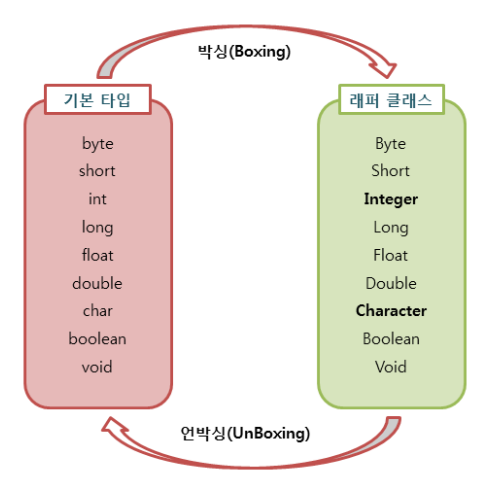 박싱(Boxing)
기본 타입
byte
short
int
long
float
double
char
boolean
void
래퍼 클래스
Byte
Short
Integer
Long
Float
Double
Character
Boolean
Void
언박싱(UnBoxing)